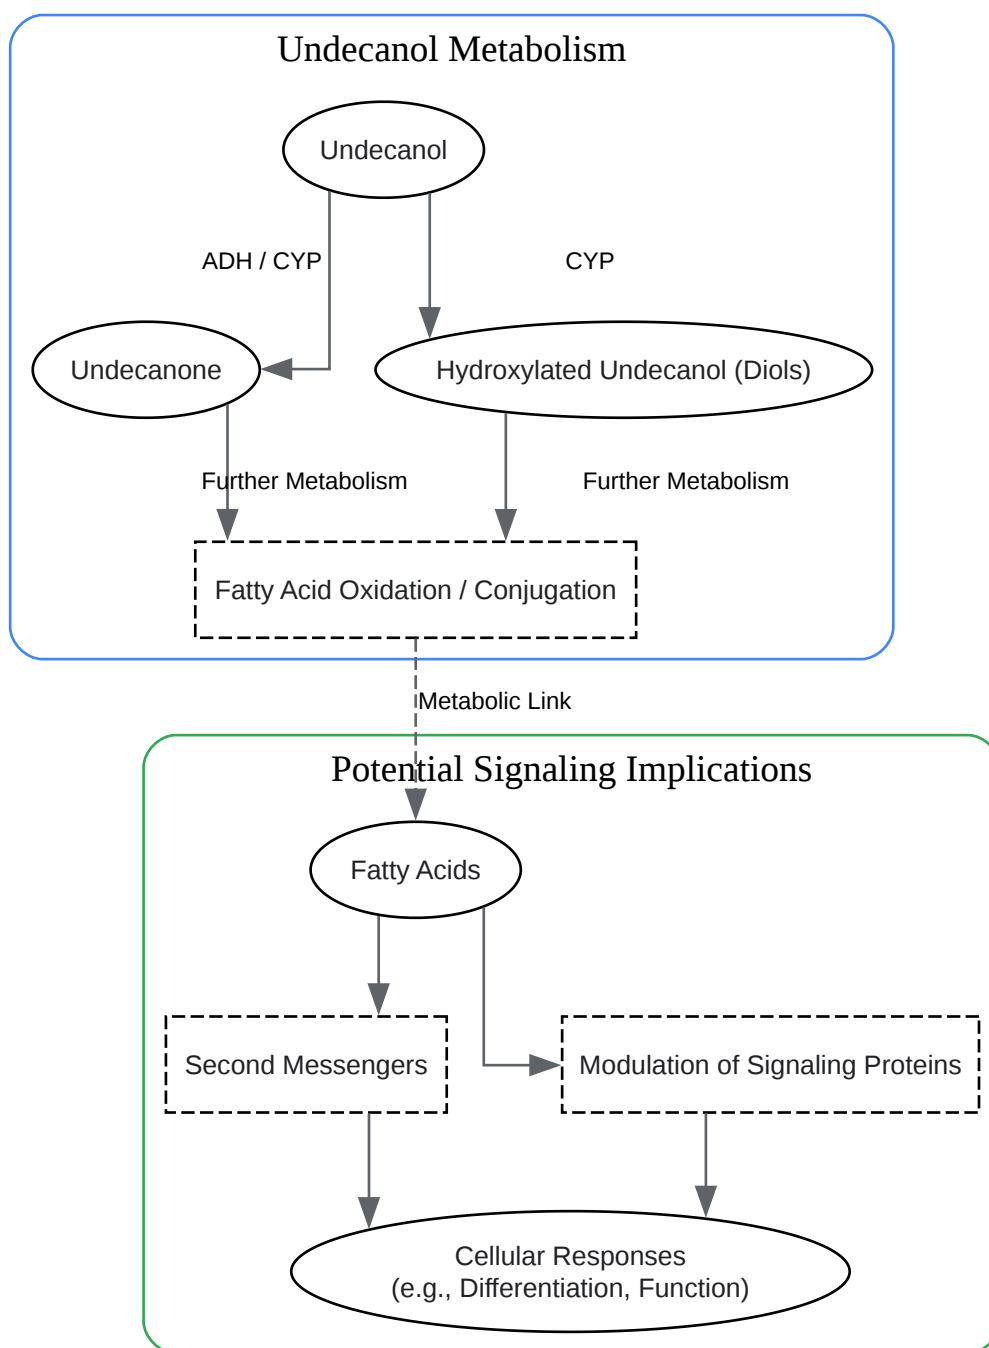 Undecanol Metabolism
Undecanol
ADH / CYP
CYP
Undecanone
Hydroxylated Undecanol (Diols)
Further Metabolism
Further Metabolism
Fatty Acid Oxidation / Conjugation
Metabolic Link
Potential Signaling Implications
Fatty Acids
Second Messengers
Modulation of Signaling Proteins
Cellular Responses
(e.g., Differentiation, Function)